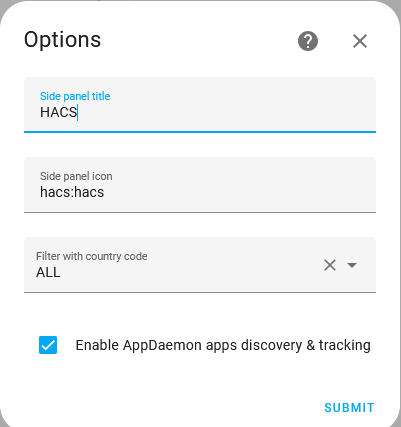 Options
Side panel title
HACS
Side panel icon
hacs:hacs
Filter with country code
ALL
Enable AppDaemon apps discovery & tracking
SUBMIT